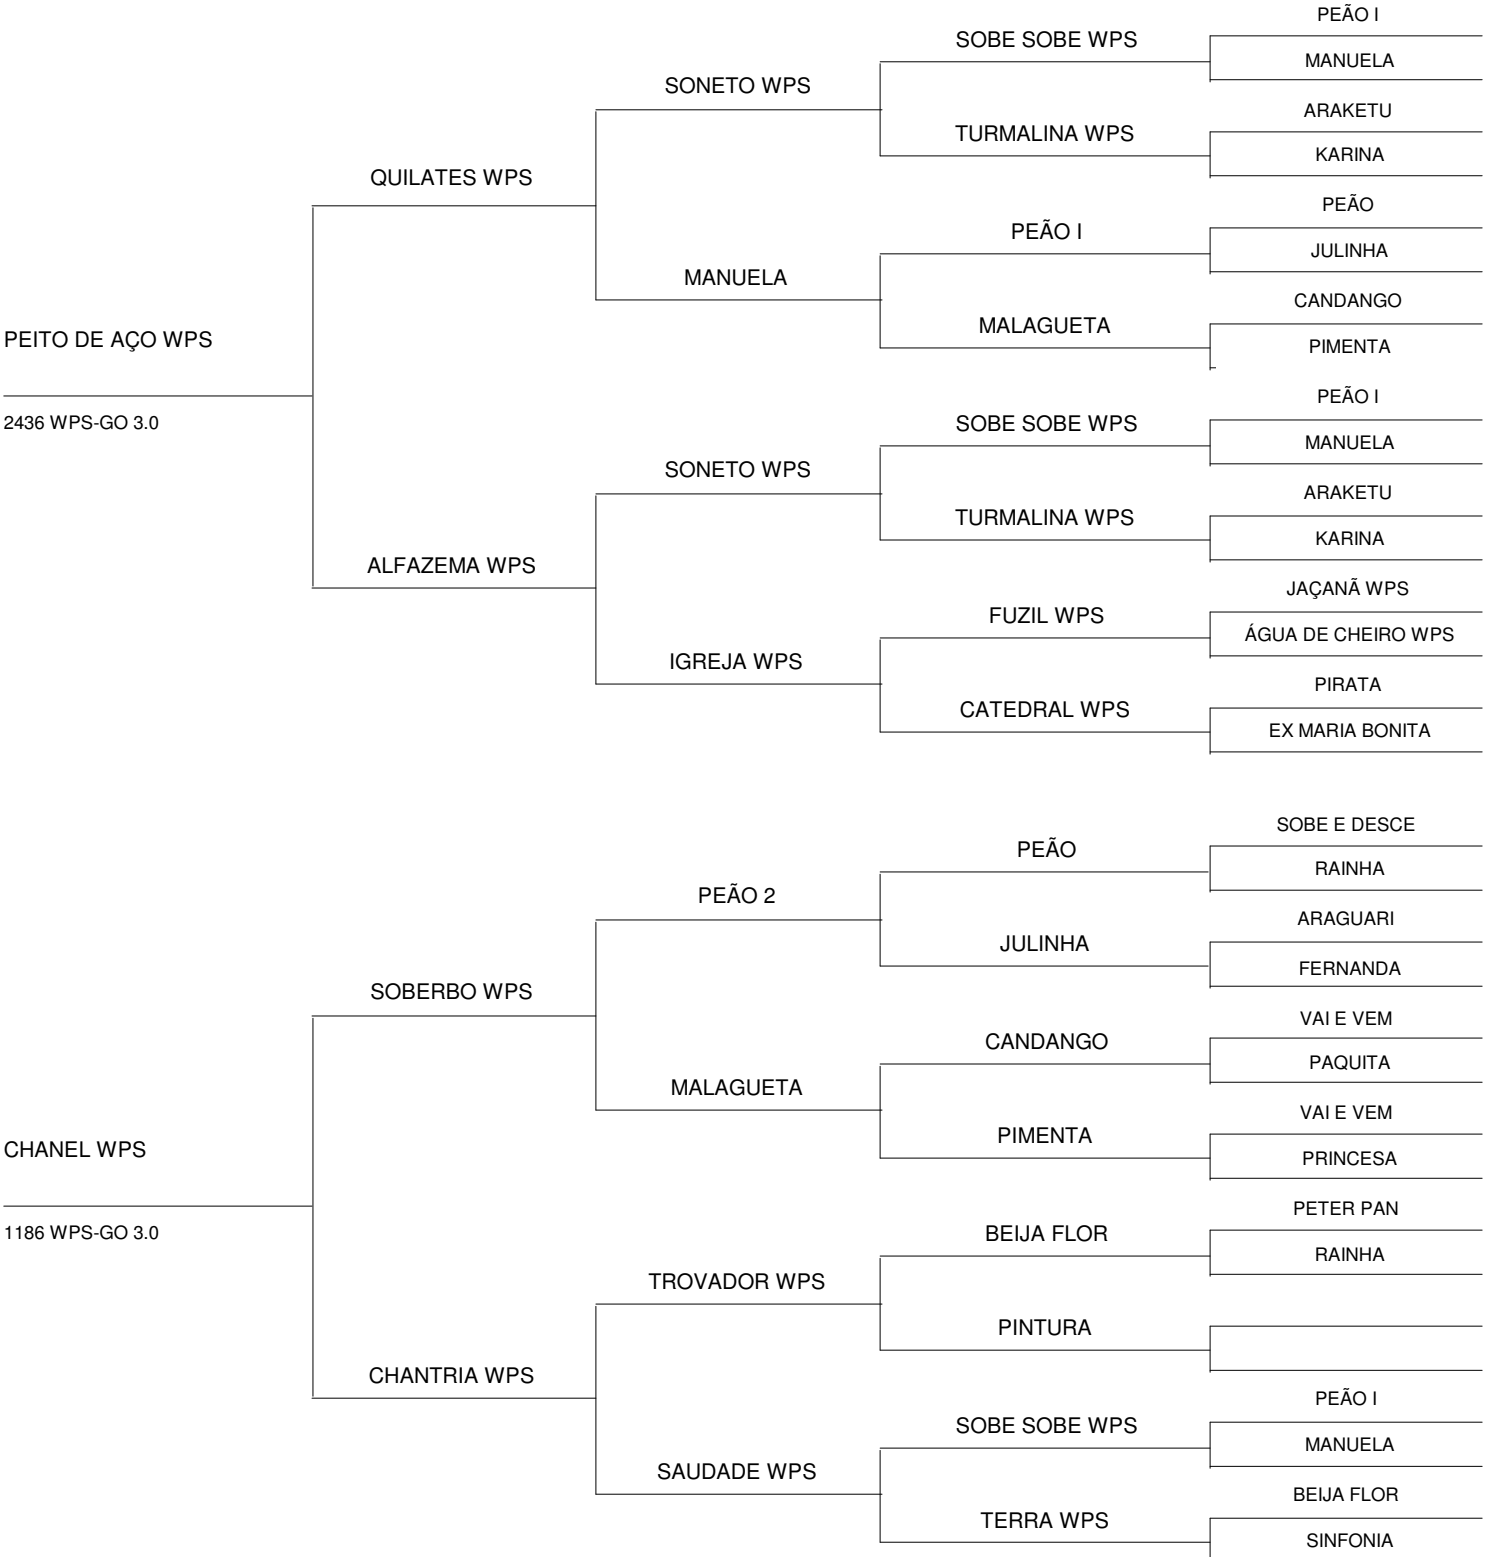 PEÃO I
SOBE SOBE WPS
MANUELA
SONETO WPS
ARAKETU
TURMALINA WPS
KARINA
QUILATES WPS
PEÃO
PEÃO I
JULINHA
MANUELA
CANDANGO
MALAGUETA
PIMENTA
PEITO DE AÇO WPS
2436 WPS-GO 3.0
PEÃO I
SOBE SOBE WPS
MANUELA
SONETO WPS
ARAKETU
TURMALINA WPS
KARINA
ALFAZEMA WPS
JAÇANÃ WPS
FUZIL WPS
ÁGUA DE CHEIRO WPS
IGREJA WPS
PIRATA
CATEDRAL WPS
EX MARIA BONITA
SOBE E DESCE
PEÃO
RAINHA
PEÃO 2
ARAGUARI
JULINHA
FERNANDA
SOBERBO WPS
VAI E VEM
CANDANGO
PAQUITA
MALAGUETA
VAI E VEM
PIMENTA
PRINCESA
CHANEL WPS
1186 WPS-GO 3.0
PETER PAN
BEIJA FLOR
RAINHA
TROVADOR WPS
PINTURA
CHANTRIA WPS
PEÃO I
SOBE SOBE WPS
MANUELA
SAUDADE WPS
BEIJA FLOR
TERRA WPS
SINFONIA